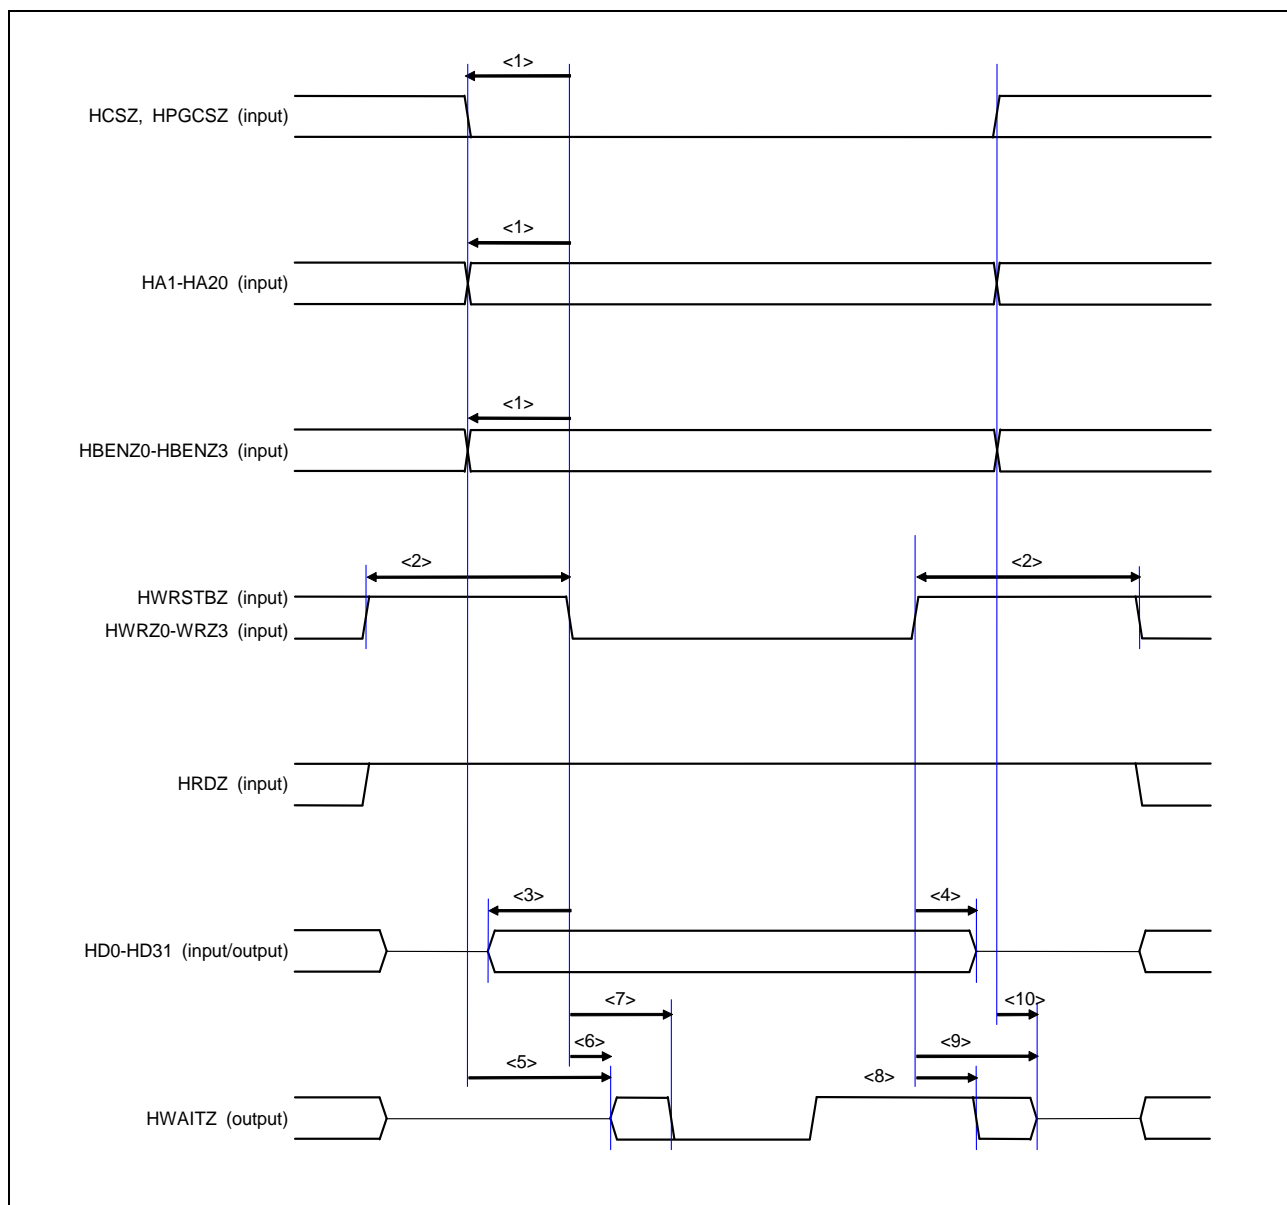 <1>
HCSZ, HPGCSZ (input)
<1>
HA1-HA20 (input)
<1>
HBENZ0-HBENZ3 (input)
<2>
<2>
HWRSTBZ (input)
HWRZ0-WRZ3 (input)
HRDZ (input)
<3>
<4>
HD0-HD31 (input/output)
<7>
<10>
<6>
<9>
<5>
<8>
HWAITZ (output)